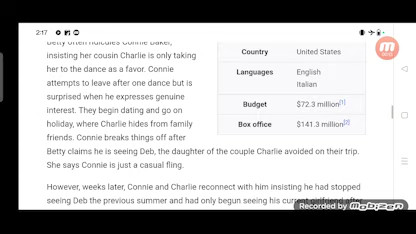 2:17
Betty often ridicules Connie Baker,
insisting her cousin Charlie is only taking
her to the dance as a favor. Connie
attempts to leave after one dance but is
surprised when he expresses genuine
interest. They begin dating and go on
holiday, where Charlie hides from family
friends. Connie breaks things off after
Betty claims he is seeing Deb, the daughter of the couple Charlie avoided on their trip.
She says Connie is just a casual fling.
However, weeks later, Connie and Charlie reconnect with him insisting he had stopped
seeing Deb the previous summer and had only begun seeing his current girlfriend after
Country United States
Languages English
Italian
Budget $72.3 million[1]
Box office $141.3 million[2]
Recorded by Mobizen